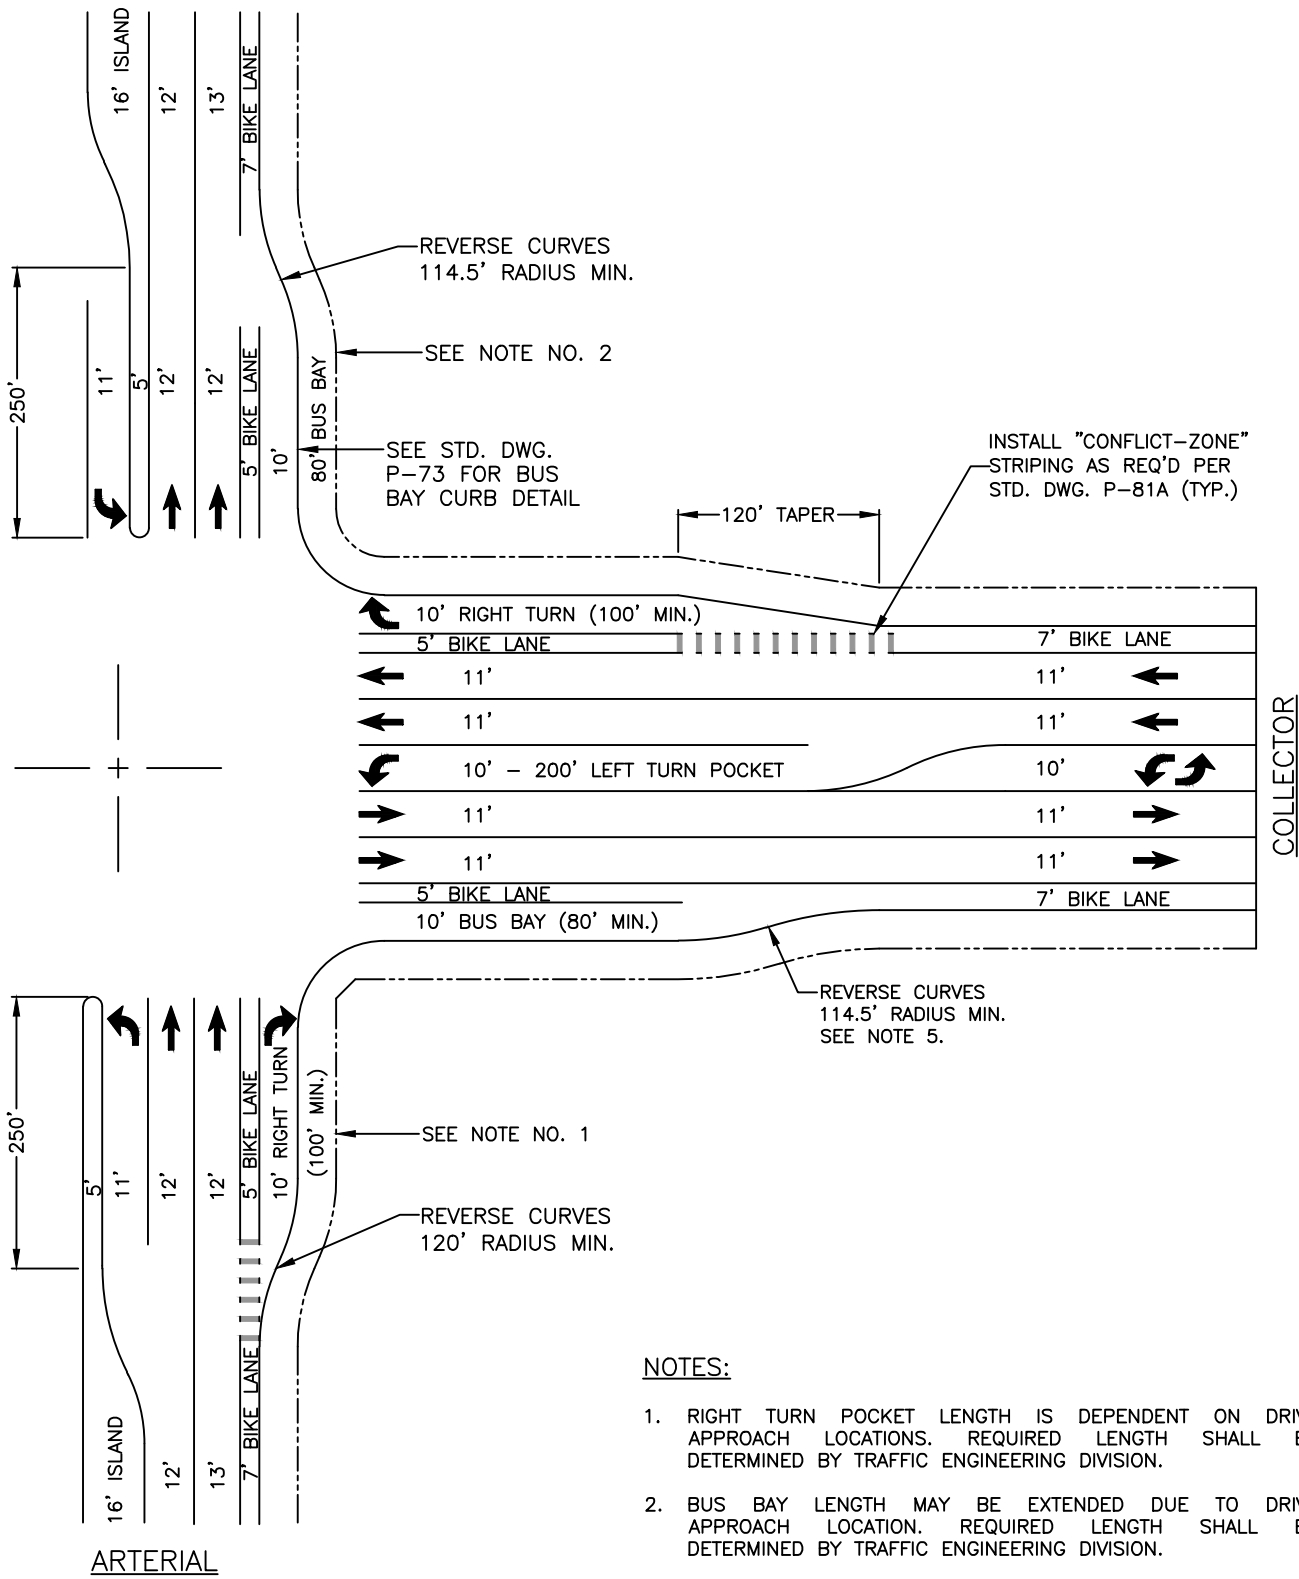 16' ISLAND
12'
13'
7' BIKE LANE
REVERSE CURVES
114.5' RADIUS MIN.
SEE NOTE NO. 2
250'
11'
5'
12'
12'
5' BIKE LANE
10'
80' BUS BAY
SEE STD. DWG.
P-73 FOR BUS
BAY CURB DETAIL
INSTALL "CONFLICT-ZONE"
STRIPING AS REQ'D PER
STD. DWG. P-81A (TYP.)
120' TAPER
10' RIGHT TURN (100' MIN.)
5' BIKE LANE
7' BIKE LANE
11'
11'
11'
11'
10' - 200' LEFT TURN POCKET
10'
11'
11'
11'
11'
5' BIKE LANE
7' BIKE LANE
10' BUS BAY (80' MIN.)
COLLECTOR
REVERSE CURVES
114.5' RADIUS MIN.
SEE NOTE 5.
250'
5'
11'
12'
12'
5' BIKE LANE
10' RIGHT TURN
(100' MIN.)
SEE NOTE NO. 1
REVERSE CURVES
120' RADIUS MIN.
16' ISLAND
12'
13'
7' BIKE LANE
ARTERIAL
NOTES:
1. RIGHT TURN POCKET LENGTH IS DEPENDENT ON
APPROACH LOCATIONS. REQUIRED LENGTH SHALL
DETERMINED BY TRAFFIC ENGINEERING DIVISION.
2. BUS BAY LENGTH MAY BE EXTENDED DUE TO
APPROACH LOCATION. REQUIRED LENGTH SHALL
DETERMINED BY TRAFFIC ENGINEERING DIVISION.